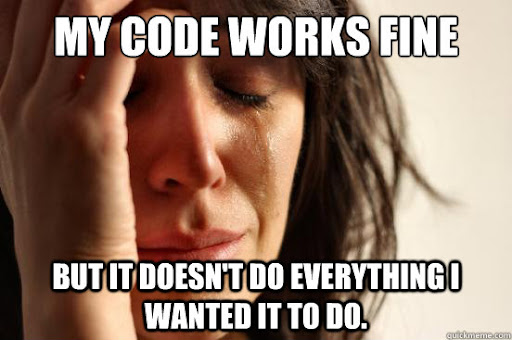 MY CODE WORKS FINE
BUT IT DOESN'T DO EVERYTHING I
WANTED IT TO DO.
quickmeme.com